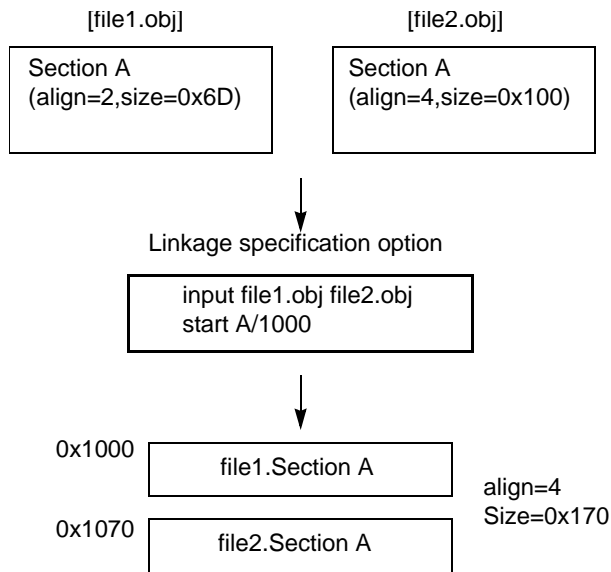 [file1.obj]
[file2.obj]
Section A
(align=2,size=0x6D)
Section A
(align=4,size=0x100)
Linkage specification option
input file1.obj file2.obj
start A/1000
0x1000
file1.Section A
align=4
Size=0x170
0x1070
file2.Section A